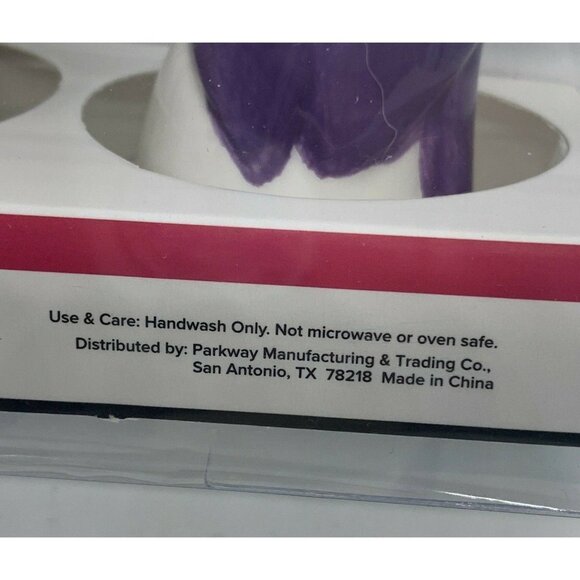 Use & Care: Handwash Only. Not microwave or oven safe.
Distributed by: Parkway Manufacturing & Trading Co.,
San Antonio, TX 78218 Made in China